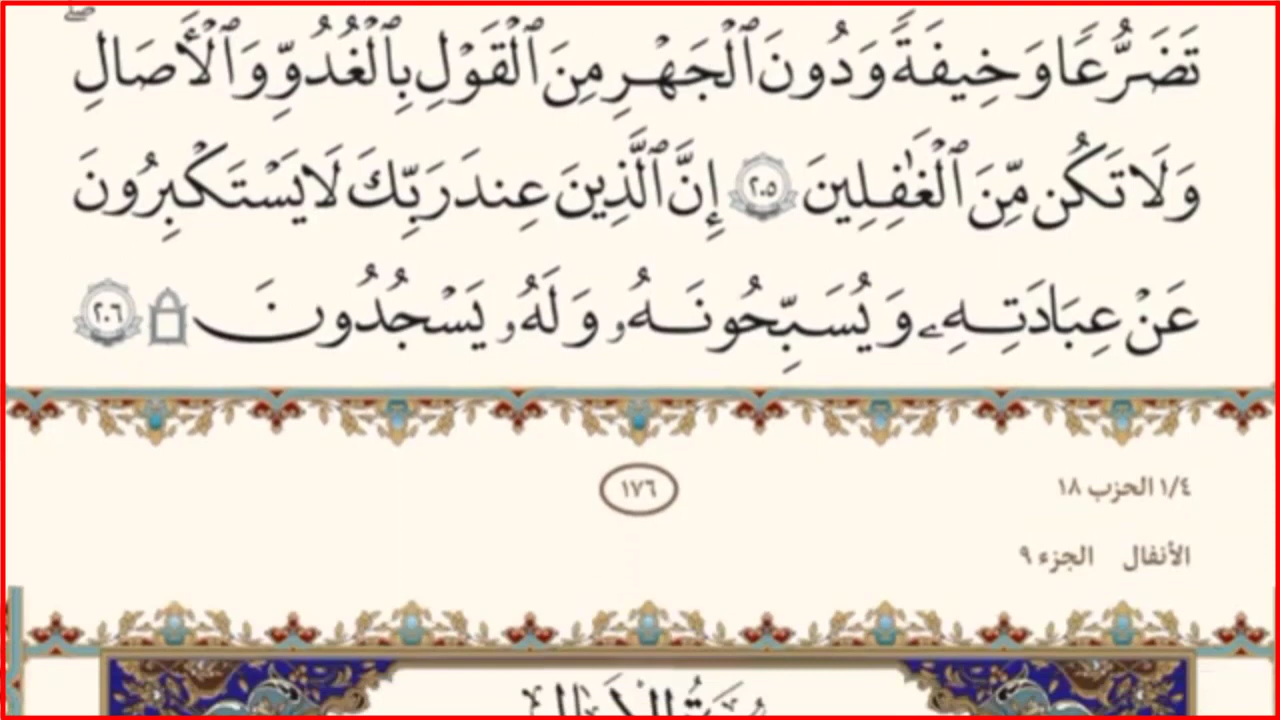 تَضَرُّعًا وَخِيفَةً وَدُونَ ٱلۡجَهۡرِ مِنَ ٱلۡقَوۡلِ بِٱلۡغُدُوِّ وَٱلۡأٓصَالِ
وَلَا تَكُن مِّنَ ٱلۡغَٰفِلِينَ ٢٠٥ إِنَّ ٱلَّذِينَ عِندَ رَبِّكَ لَا يَسۡتَكۡبِرُونَ
عَنۡ عِبَادَتِهِۦ وَيُسَبِّحُونَهُۥ وَلَهُۥ يَسۡجُدُونَ ۩ ٢٠٦
١/٤ الحزب ١٨
١٧٦
الأنفال الجزء ٩